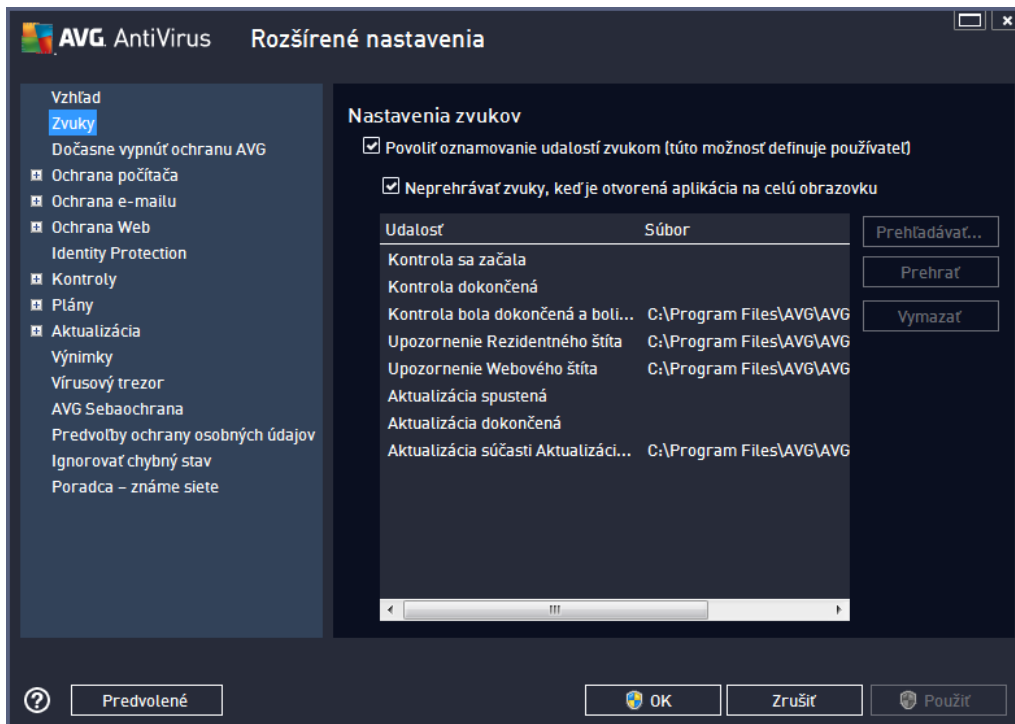 AVG. AntiVirus Rozšírené nastavenia
Vzhľad
Zvuky
Dočasne vypnúť ochranu AVG
Ochrana počítača
Ochrana e-mailu
Ochrana Web
Identity Protection
Kontroly
Plány
Aktualizácia
Výnimky
Vírusový trezor
AVG Sebaochrana
Predvoľby ochrany osobných údajov
Ignorovať chybný stav
Poradca – známe siete
Nastavenia zvukov
Povoliť oznamovanie udalostí zvukom (túto možnosť definuje používateľ)
Neprehrávať zvuky, keď je otvorená aplikácia na celú obrazovku
Udalosť Súbor
Kontrola sa začala
Kontrola dokončená
Kontrola bola dokončená a boli... C:\Program Files\AVG\AVG
Upozornenie Rezidentného štíta C:\Program Files\AVG\AVG
Upozornenie Webového štíta C:\Program Files\AVG\AVG
Aktualizácia spustená
Aktualizácia dokončená
Aktualizácia súčasti Aktualizáci... C:\Program Files\AVG\AVG
Prehľadávať...
Prehrať
Vymazať
Predvolené OK Zrušiť Použiť